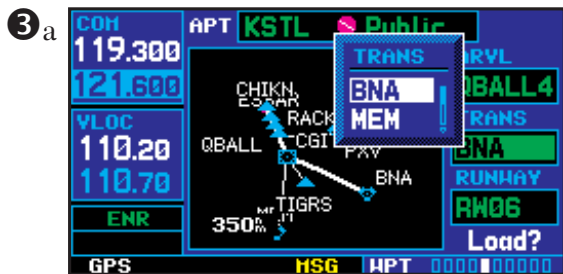 ❸a
COM
119.300
121.600
VLOC
110.20
110.70
ENR
GPS
APT KSTL Public
TRANS
BNA
MEM
CHIKN
RACK
QBALL
CGI
PXV
BNA
TIGRS
350
MSG
ARVL
QBALL4
TRANS
BNA
RUNWAY
RW06
Load?
WPT